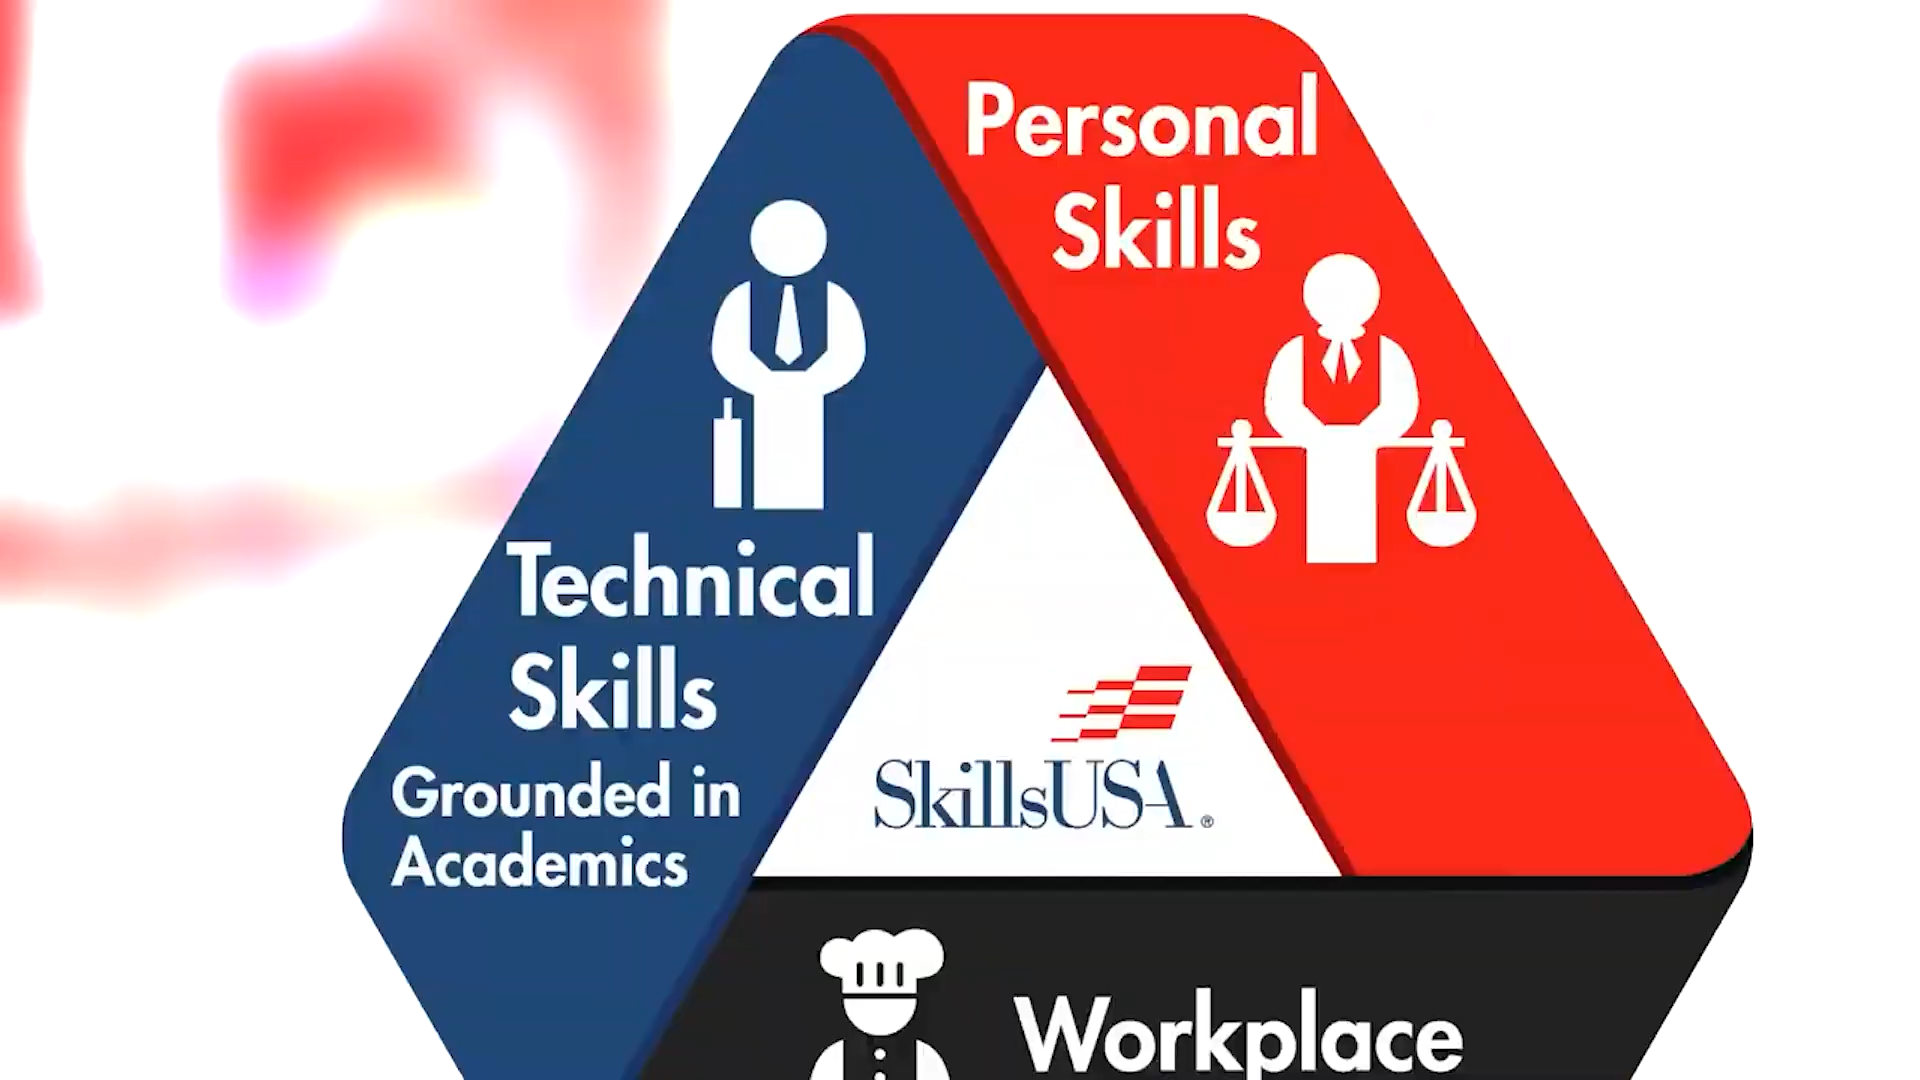 Personal
Skills
Technical
Skills
Grounded in
Academics
SkillsUSA®
Workplace